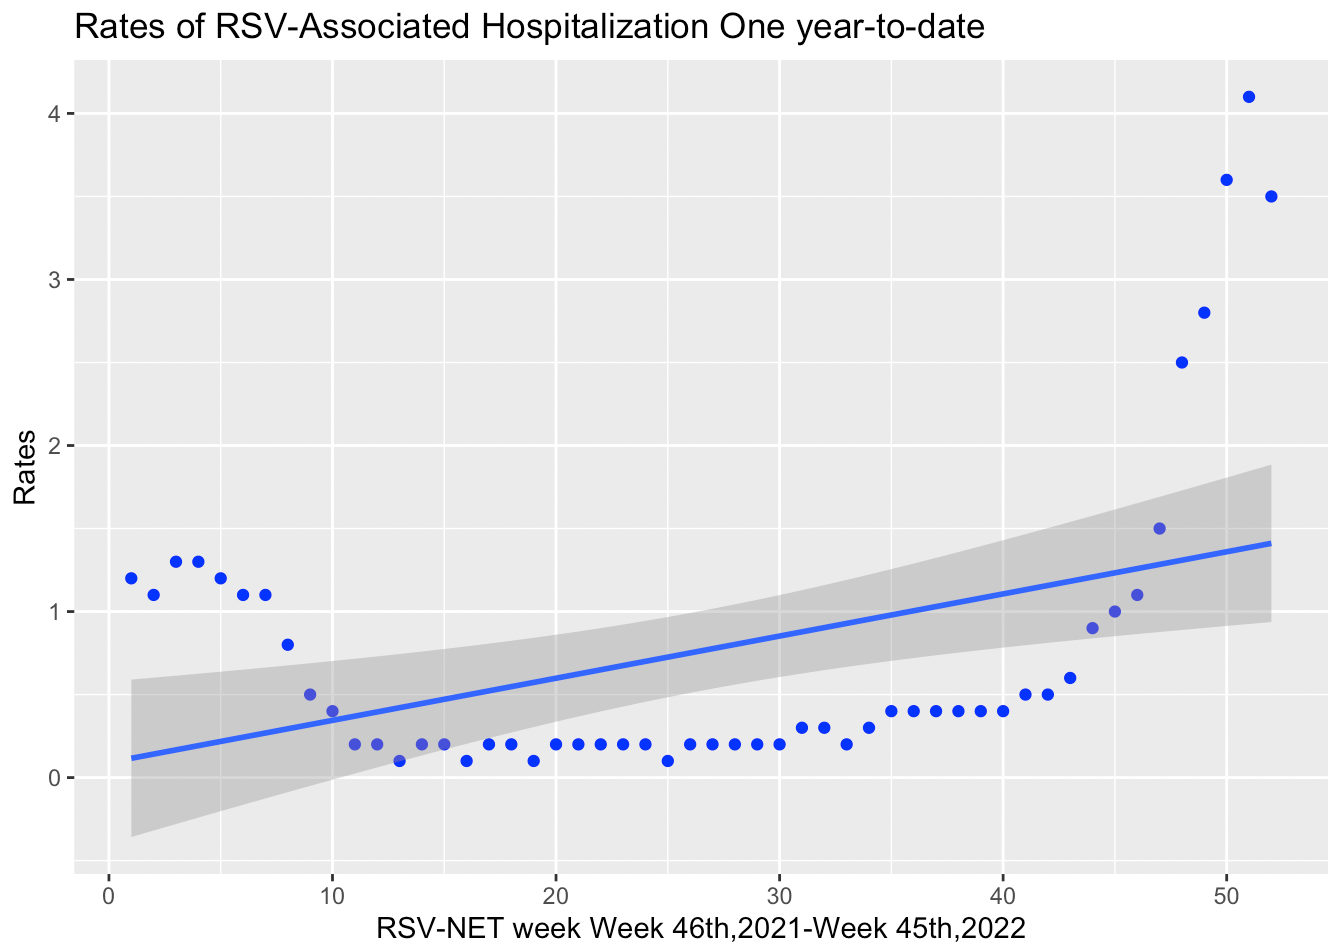 Rates of RSV-Associated Hospitalization One year-to-date
4
3
2
1
0
Rates
0 10 20 30 40 50
RSV-NET week Week 46th,2021-Week 45th,2022